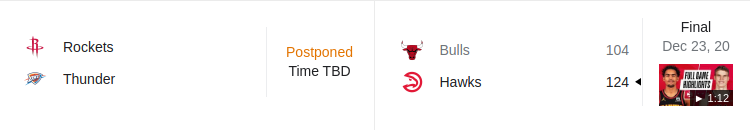 Rockets
Thunder
Postponed
Time TBD
Bulls 104
Hawks 124
Final
Dec 23, 20
FULL GAME
HIGHLIGHTS
1:12